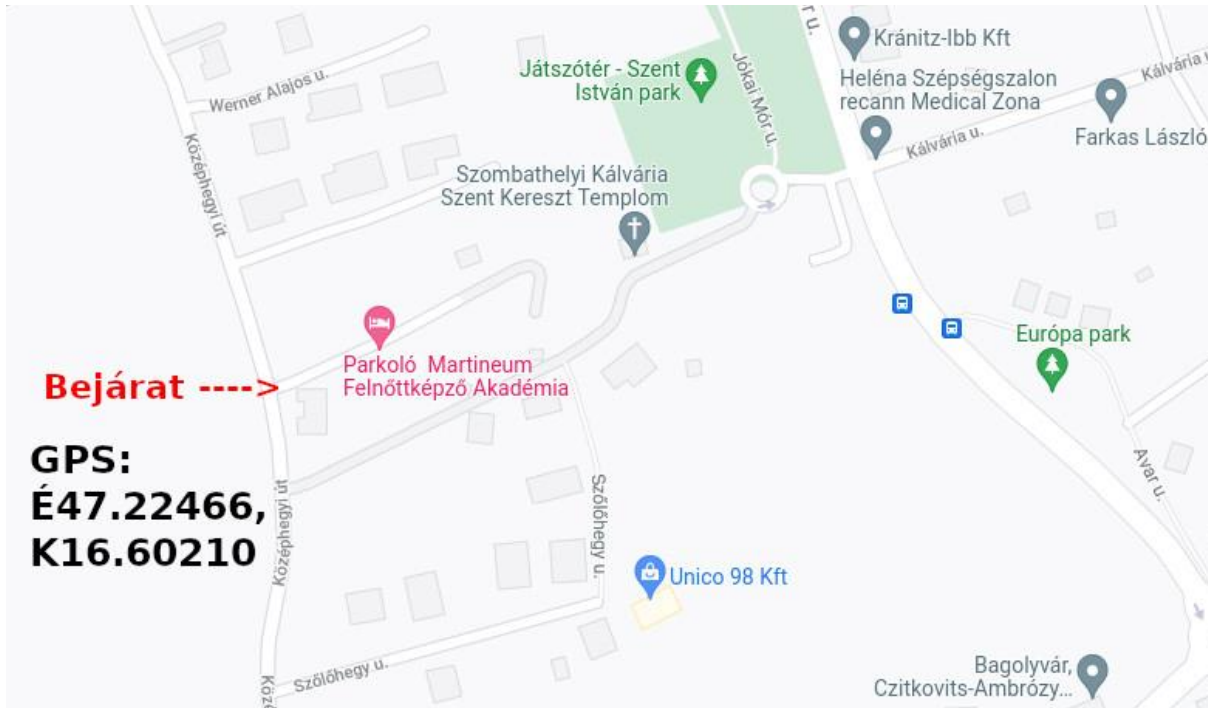 r u.
Kránitz-Ibb Kft
Játszótér - Szent
István park
Jókai Mór u.
Heléna Szépségszalon
recann Medical Zona
Kálvária u
Werner Alajos u.
Farkas László
Kálvária u.
Középhegyi út
Szombathelyi Kálvária
Szent Kereszt Templom
Európa park
Parkoló Martineum
Felnőttképző Akadémia
Bejárat ---->
GPS:
É47.22466,
K16.60210
Középhegyi út
Szőlőhegy u.
Avar u.
Unico 98 Kft
Szőlőhegy u.
Közé
Bagolyvár,
Czitkovits-Ambrózy...